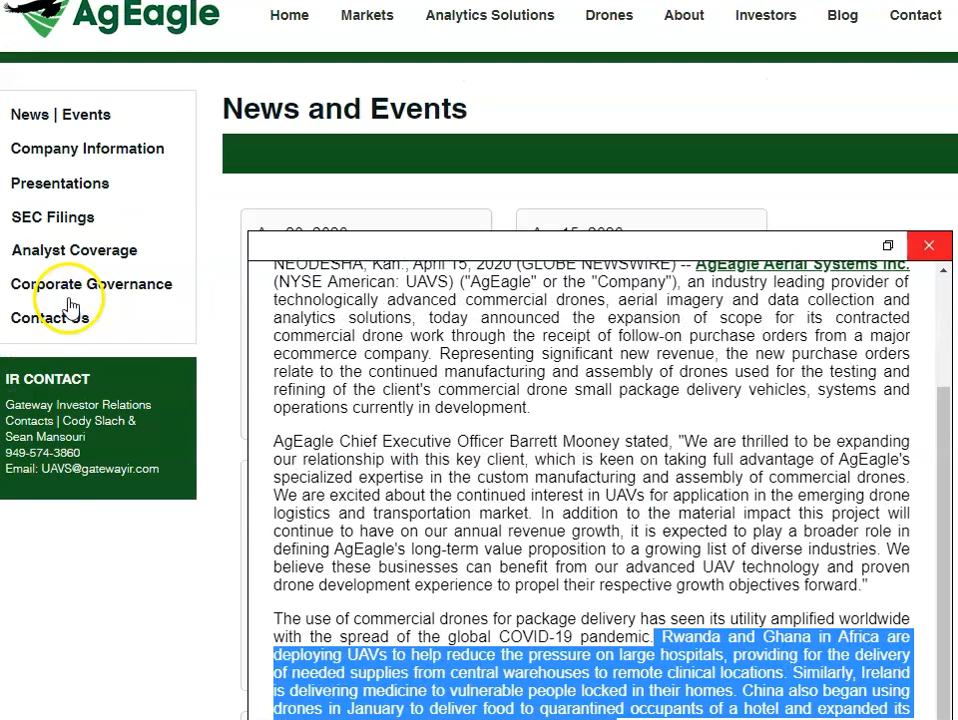 AgEagle
Home Markets Analytics Solutions Drones About Investors Blog Contact
News | Events
Company Information
Presentations
SEC Filings
Analyst Coverage
Corporate Governance
Contact Us
IR CONTACT
Gateway Investor Relations
Contacts | Cody Slach &
Sean Mansouri
949-574-3860
Email: UAVS@gatewayir.com
News and Events
NEODESHA, Kan., April 15, 2020 (GLOBE NEWSWIRE) -- AgEagle Aerial Systems Inc.
(NYSE American: UAVS) ("AgEagle" or the "Company"), an industry leading provider of
technologically advanced commercial drones, aerial imagery and data collection and
analytics solutions, today announced the expansion of scope for its contracted
commercial drone work through the receipt of follow-on purchase orders from a major
ecommerce company. Representing significant new revenue, the new purchase orders
relate to the continued manufacturing and assembly of drones used for the testing and
refining of the client's commercial drone small package delivery vehicles, systems and
operations currently in development.
AgEagle Chief Executive Officer Barrett Mooney stated, "We are thrilled to be expanding
our relationship with this key client, which is keen on taking full advantage of AgEagle's
specialized expertise in the custom manufacturing and assembly of commercial drones.
We are excited about the continued interest in UAVs for application in the emerging drone
logistics and transportation market. In addition to the material impact this project will
continue to have on our annual revenue growth, it is expected to play a broader role in
defining AgEagle's long-term value proposition to a growing list of diverse industries. We
believe these businesses can benefit from our advanced UAV technology and proven
drone development experience to propel their respective growth objectives forward."
The use of commercial drones for package delivery has seen its utility amplified worldwide
with the spread of the global COVID-19 pandemic. Rwanda and Ghana in Africa are
deploying UAVs to help reduce the pressure on large hospitals, providing for the delivery
of needed supplies from central warehouses to remote clinical locations. Similarly, Ireland
is delivering medicine to vulnerable people locked in their homes. China also began using
drones in January to deliver food to quarantined occupants of a hotel and expanded its